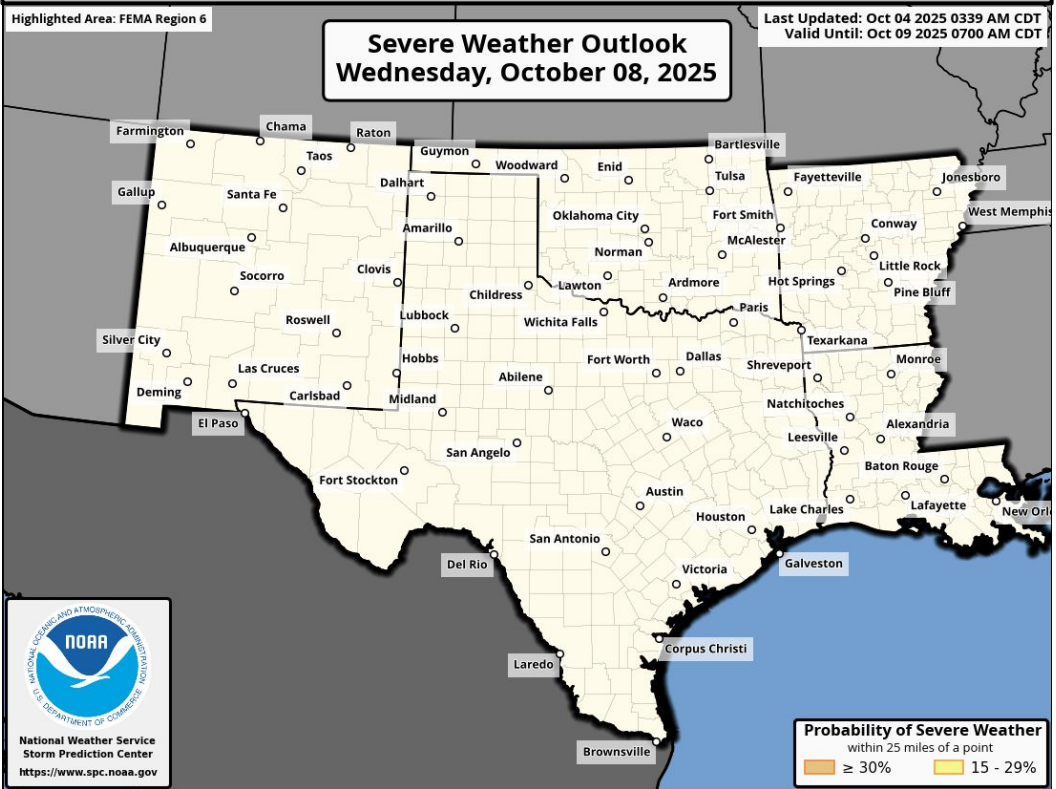 Highlighted Area: FEMA Region 6
Last Updated: Oct 04 2025 0339 AM CDT
Valid Until: Oct 09 2025 0700 AM CDT
Severe Weather Outlook
Wednesday, October 08, 2025
Farmington
Chama
Raton
Taos
Guymon
Woodward
Enid
Bartlesville
Tulsa
Fayetteville
Jonesboro
Gallup
Santa Fe
Dalhart
Amarillo
Oklahoma City
Fort Smith
West Memphis
Albuquerque
Norman
McAlester
Conway
Socorro
Clovis
Childress
Lawton
Ardmore
Hot Springs
Little Rock
Pine Bluff
Roswell
Lubbock
Wichita Falls
Paris
Texarkana
Silver City
Hobbs
Fort Worth
Dallas
Shreveport
Monroe
Las Cruces
Abilene
Deming
Carlsbad
Midland
Natchitoches
El Paso
Waco
Leesville
Alexandria
San Angelo
Baton Rouge
Fort Stockton
Austin
Houston
Lake Charles
Lafayette
New Orl
San Antonio
Del Rio
Victoria
Galveston
Laredo
Corpus Christi
Brownsville
NATIONAL OCEANIC AND ATMOSPHERIC ADMINISTRATION
NOAA
U.S. DEPARTMENT OF COMMERCE
National Weather Service
Storm Prediction Center
https://www.spc.noaa.gov
Probability of Severe Weather
within 25 miles of a point
≥ 30%
15 - 29%